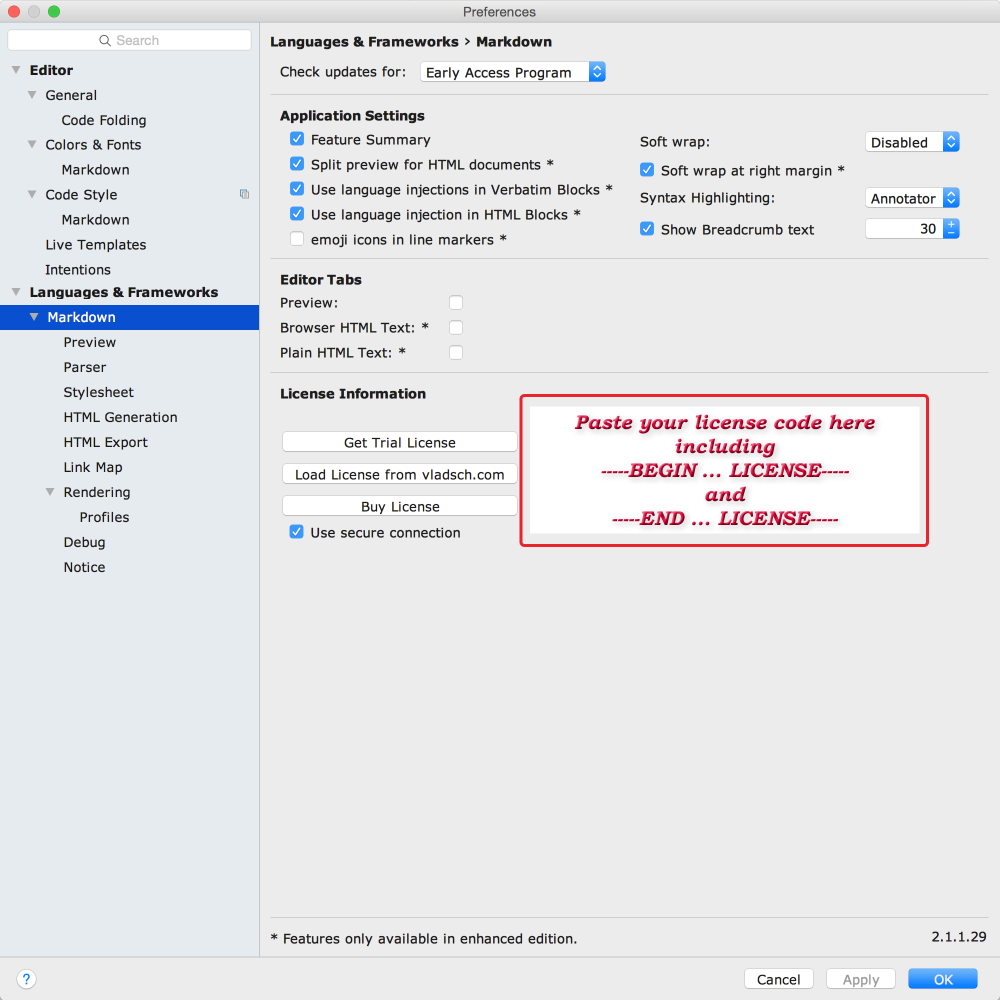 Preferences
Search
Editor
General
Code Folding
Colors & Fonts
Markdown
Code Style
Markdown
Live Templates
Intentions
Languages & Frameworks
Markdown
Preview
Parser
Stylesheet
HTML Generation
HTML Export
Link Map
Rendering
Profiles
Debug
Notice
Languages & Frameworks › Markdown
Check updates for: Early Access Program
Application Settings
Feature Summary
Split preview for HTML documents *
Use language injections in Verbatim Blocks *
Use language injection in HTML Blocks *
emoji icons in line markers *
Soft wrap: Disabled
Soft wrap at right margin *
Syntax Highlighting: Annotator
Show Breadcrumb text 30
Editor Tabs
Preview:
Browser HTML Text: *
Plain HTML Text: *
License Information
Get Trial License
Load License from vladsch.com
Buy License
Use secure connection
Paste your license code here
including
-----BEGIN ... LICENSE-----
and
-----END ... LICENSE-----
* Features only available in enhanced edition.
2.1.1.29
?
Cancel
Apply
OK